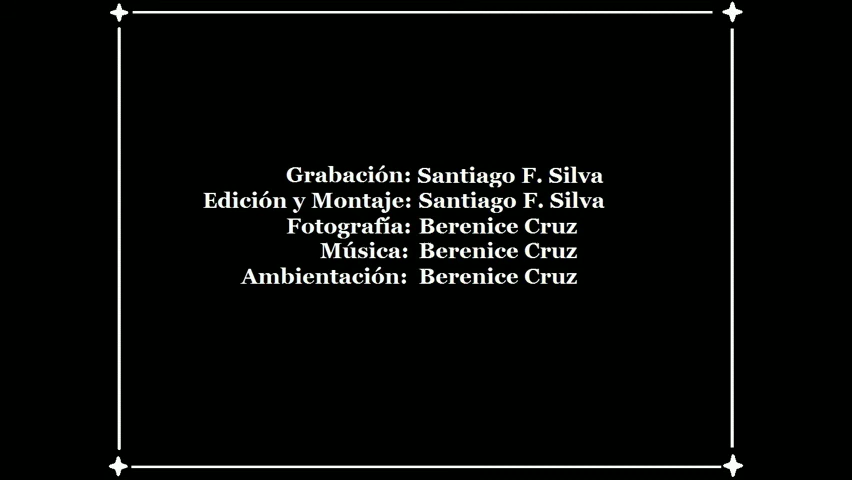 Grabación: Santiago F. Silva
Edición y Montaje: Santiago F. Silva
Fotografía: Berenice Cruz
Música: Berenice Cruz
Ambientación: Berenice Cruz